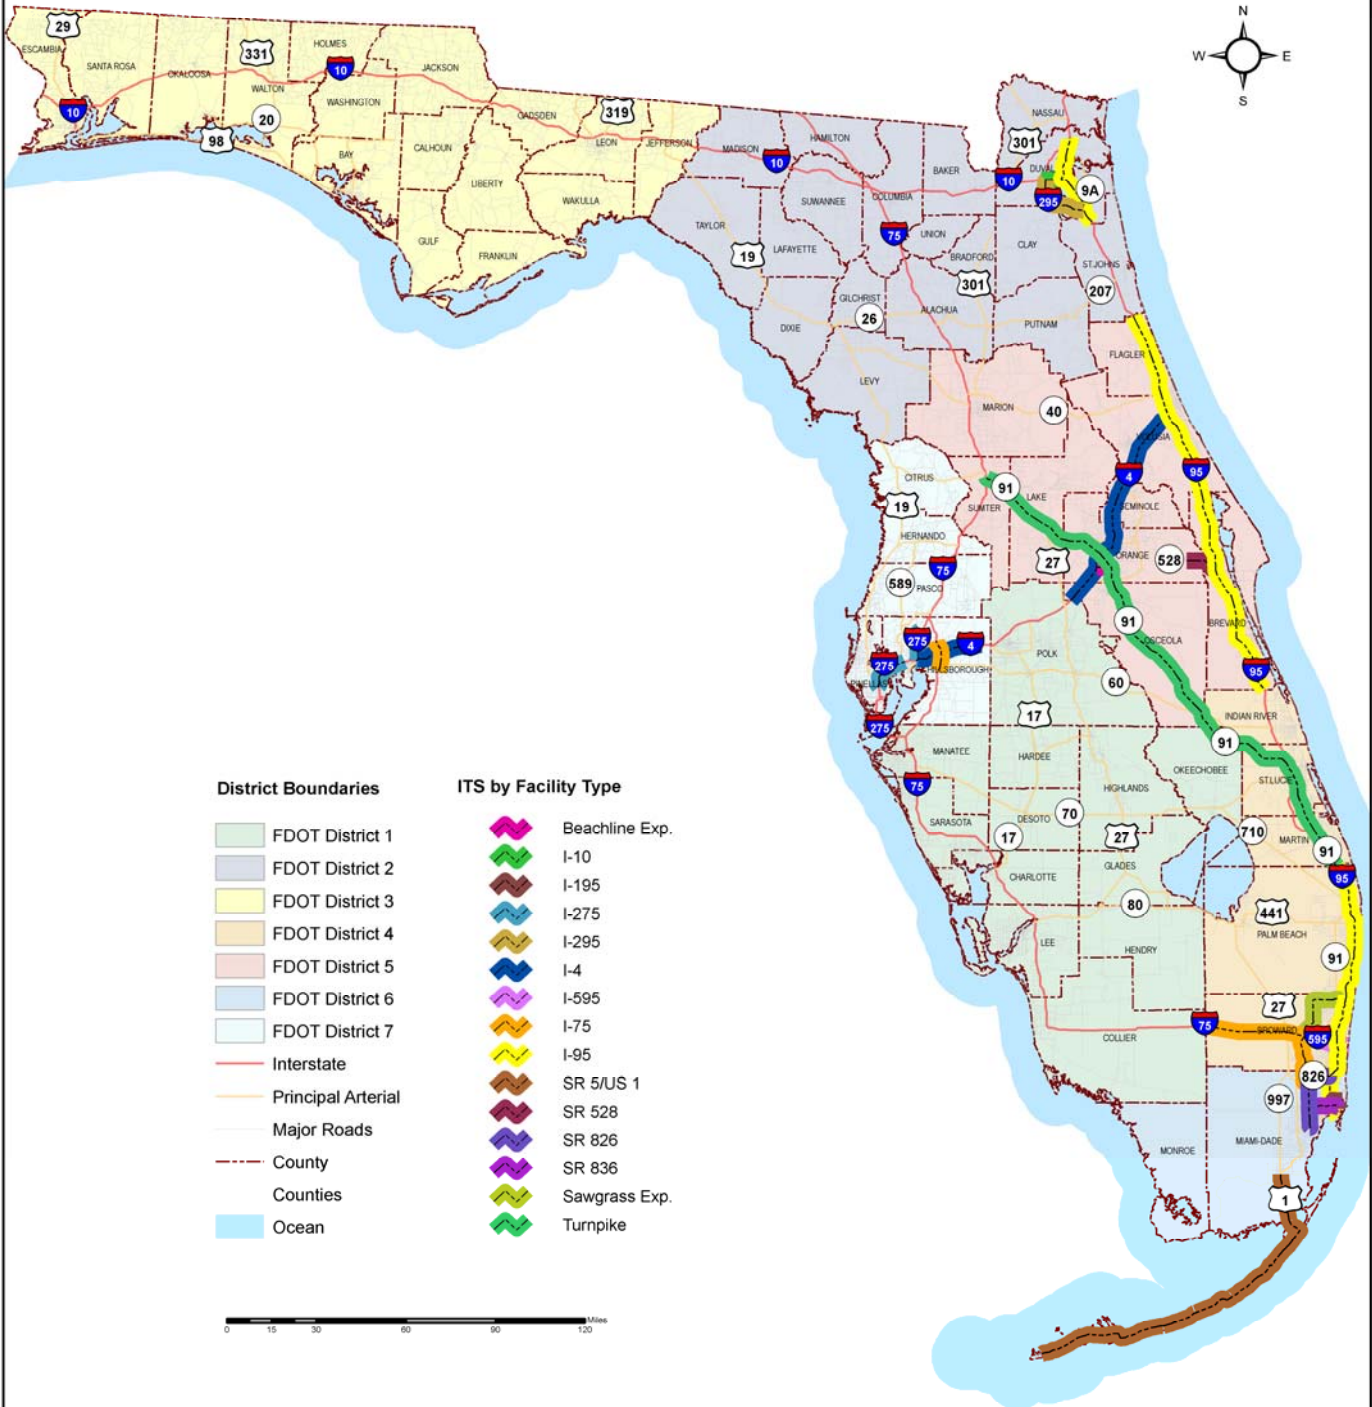 N
W E
S
29
ESCAMBIA
SANTA ROSA
OKALOOSA
331
WALTON
HOLMES
10
JACKSON
WASHINGTON
10
20
98
BAY
CALHOUN
GADSDEN
319
LEON
JEFFERSON
LIBERTY
WAKULLA
GULF
FRANKLIN
MADISON
10
HAMILTON
TAYLOR
SUWANNEE
COLUMBIA
BAKER
NASSAU
301
DUVAL
10
295
9A
19
LAFAYETTE
75
UNION
BRADFORD
CLAY
ST.JOHNS
301
207
GILCHRIST
26
ALACHUA
PUTNAM
DIXIE
FLAGLER
LEVY
MARION
40
VOLUSIA
4
95
CITRUS
19
91
LAKE
SUMTER
SEMINOLE
HERNANDO
27
ORANGE
528
75
589
PASCO
91
BREVARD
OSCEOLA
275
4
275
HILLSBOROUGH
POLK
95
PINELLAS
60
275
17
INDIAN RIVER
91
MANATEE
HARDEE
OKEECHOBEE
ST.LUCIE
75
HIGHLANDS
SARASOTA
DESOTO
70
17
27
710
MARTIN
91
CHARLOTTE
GLADES
95
80
441
PALM BEACH
LEE
HENDRY
91
27
75
BROWARD
595
COLLIER
826
997
MIAMI-DADE
MONROE
1
District Boundaries
FDOT District 1
FDOT District 2
FDOT District 3
FDOT District 4
FDOT District 5
FDOT District 6
FDOT District 7
Interstate
Principal Arterial
Major Roads
County
Counties
Ocean
ITS by Facility Type
Beachline Exp.
I-10
I-195
I-275
I-295
I-4
I-595
I-75
I-95
SR 5/US 1
SR 528
SR 826
SR 836
Sawgrass Exp.
Turnpike
Miles
0 15 30 60 90 120